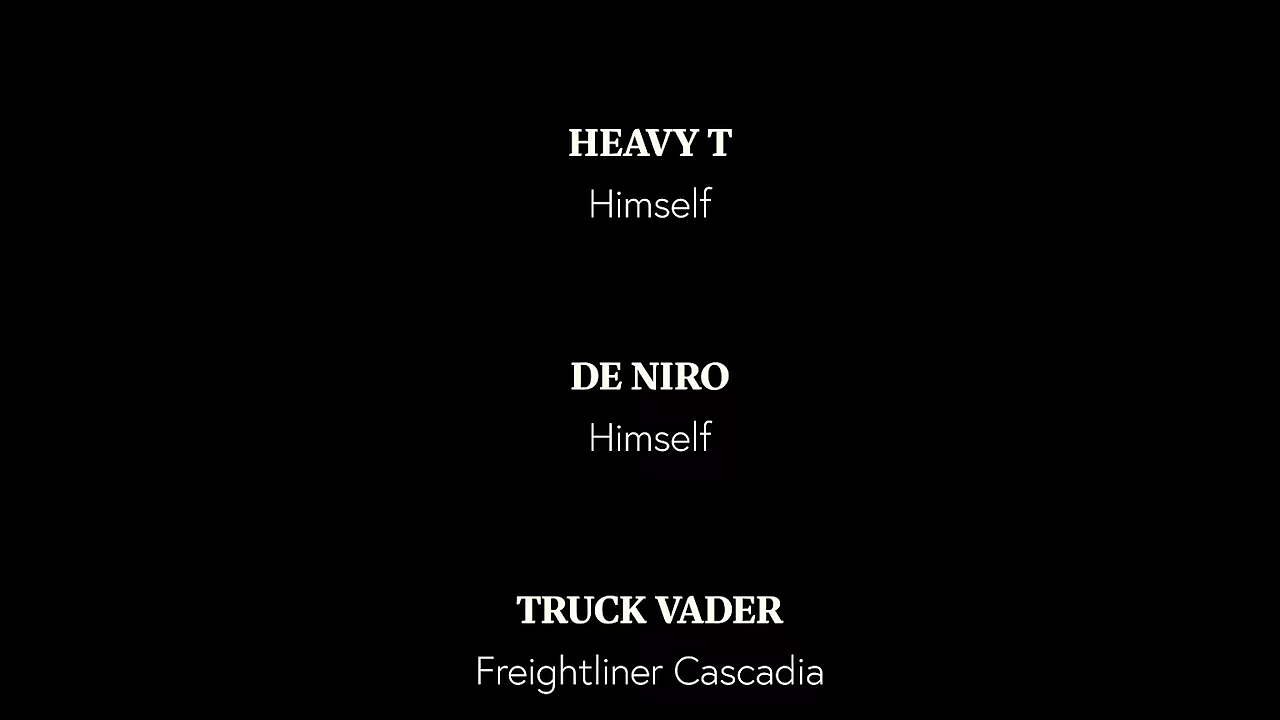 HEAVY T
Himself
DE NIRO
Himself
TRUCK VADER
Freightliner Cascadia